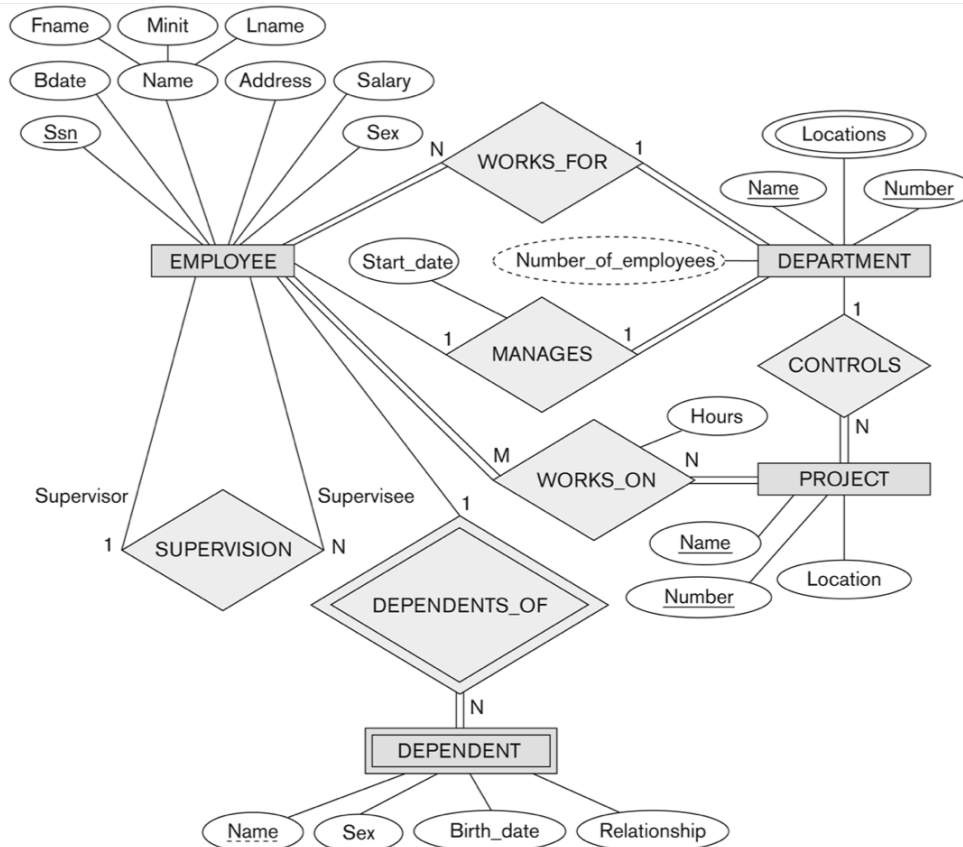 Fname
Minit
Lname
Bdate
Name
Address
Salary
Ssn
Sex
N
WORKS_FOR
1
Locations
Name
Number
EMPLOYEE
Start_date
Number_of_employees
DEPARTMENT
1
MANAGES
1
1
CONTROLS
N
Hours
M
WORKS_ON
N
PROJECT
Supervisor
Supervisee
1
SUPERVISION
N
1
Name
Location
Number
DEPENDENTS_OF
N
DEPENDENT
Name
Sex
Birth_date
Relationship